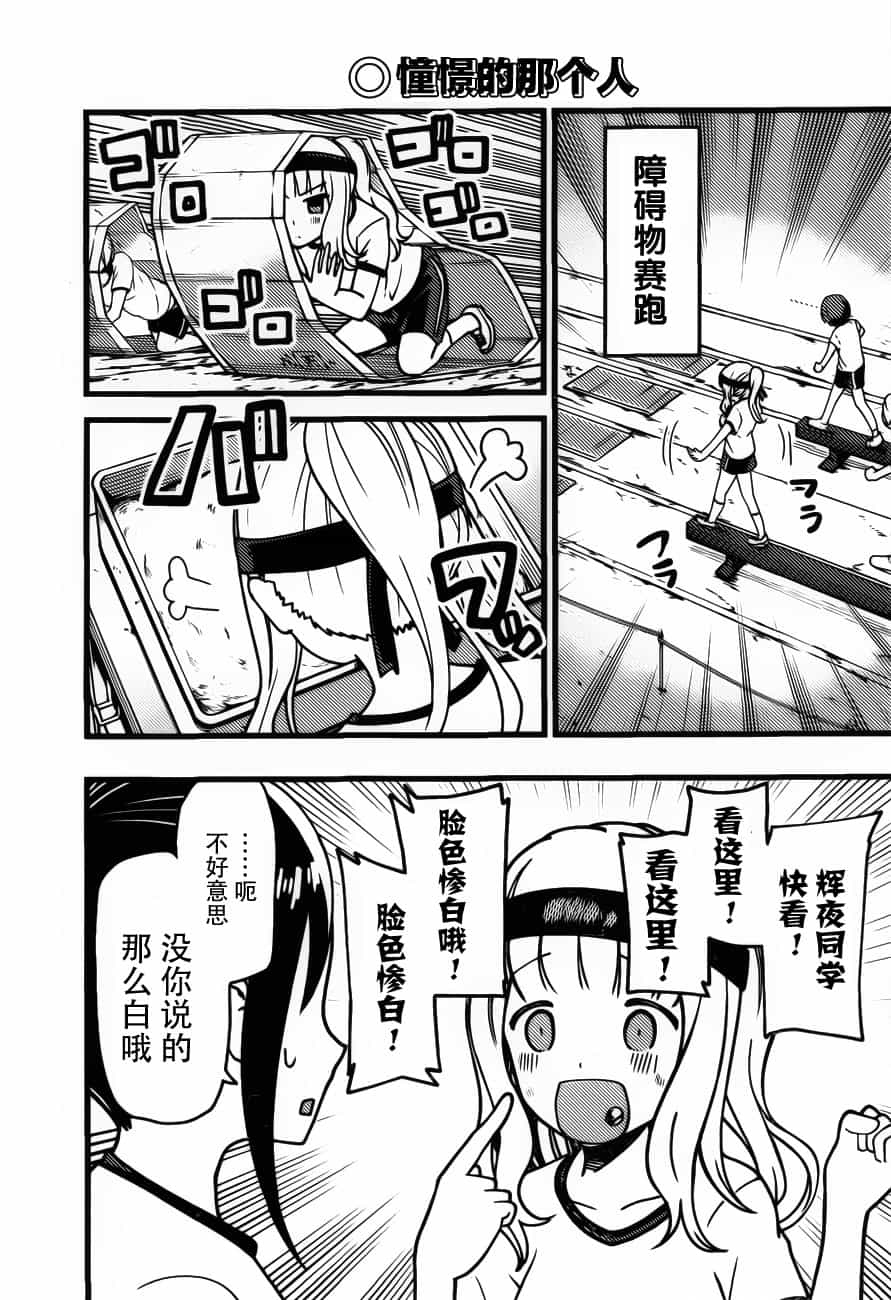 ◎憧憬的那个人
障碍物赛跑
フラ
フラ
ゴロ
ゴロ
ゴロ
ゴロ
バッ
辉夜同学
快看！
看这里！
看这里！
脸色惨白哦！
脸色惨白！
……呃
不好意思
没你说的
那么白哦